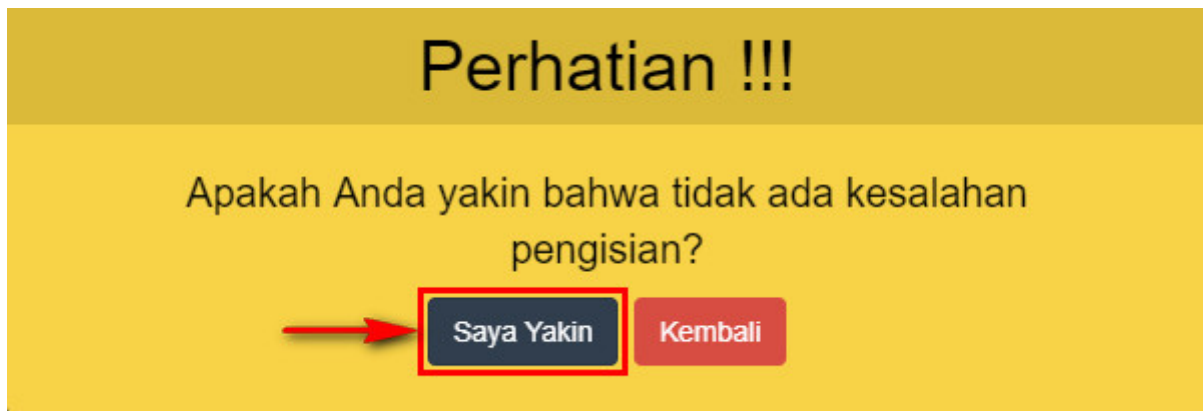 Perhatian !!!
Apakah Anda yakin bahwa tidak ada kesalahan
pengisian?
Saya Yakin Kembali